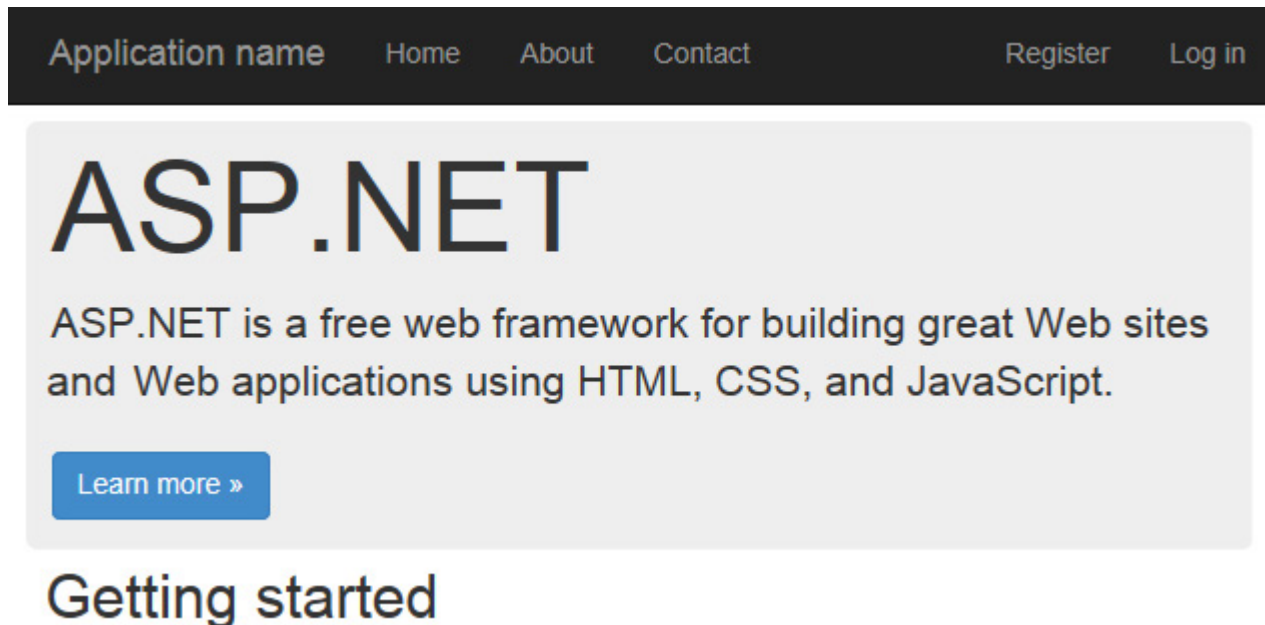 Application name Home About Contact Register Log in
ASP.NET
ASP.NET is a free web framework for building great Web sites
and Web applications using HTML, CSS, and JavaScript.
Learn more »
Getting started